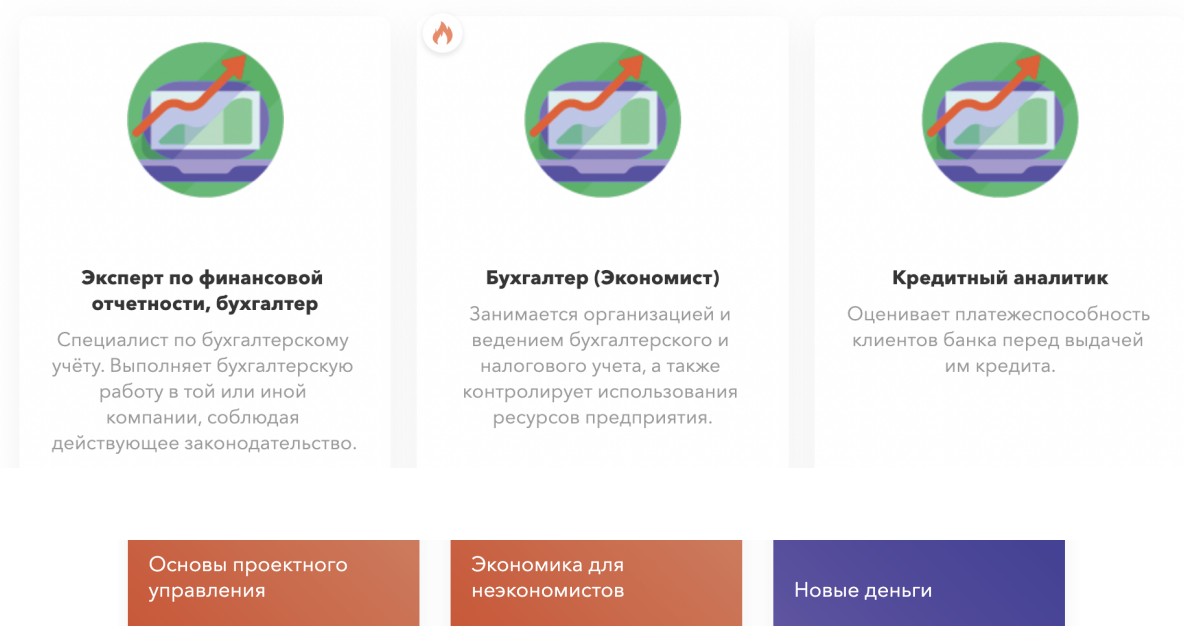 Эксперт по финансовой
отчетности, бухгалтер
Специалист по бухгалтерскому
учёту. Выполняет бухгалтерскую
работу в той или иной
компании, соблюдая
действующее законодательство.
Бухгалтер (Экономист)
Занимается организацией и
ведением бухгалтерского и
налогового учета, а также
контролирует использования
ресурсов предприятия.
Кредитный аналитик
Оценивает платежеспособность
клиентов банка перед выдачей
им кредита.
Основы проектного
управления
Экономика для
неэкономистов
Новые деньги